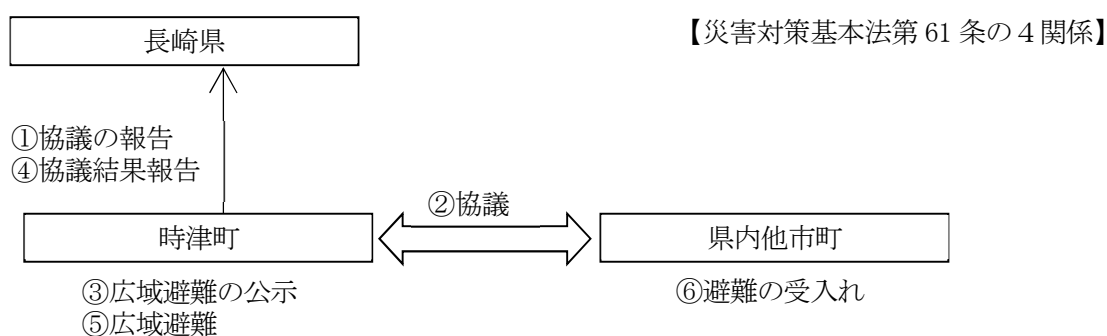 長崎県
【災害対策基本法第 61 条の４関係】
①協議の報告
④協議結果報告
②協議
時津町
県内他市町
③広域避難の公示
⑤広域避難
⑥避難の受入れ